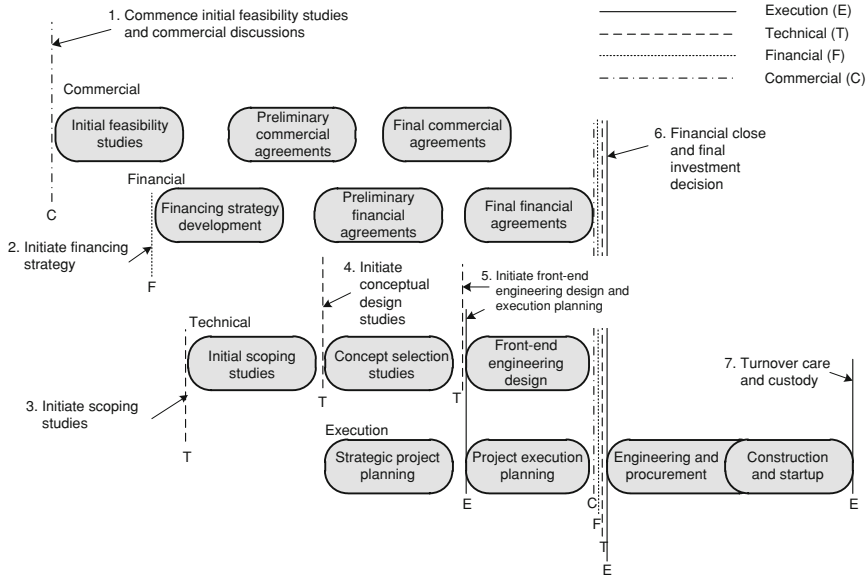 1. Commence initial feasibility studies
and commercial discussions
Execution (E)
Technical (T)
Financial (F)
Commercial (C)
Commercial
Initial feasibility
studies
Preliminary
commercial
agreements
Final commercial
agreements
6. Financial close
and final
investment
decision
C
Financial
Financing strategy
development
Preliminary
financial
agreements
Final financial
agreements
2. Initiate financing
strategy
F
4. Initiate
conceptual
design
studies
5. Initiate front-end
engineering design and
execution planning
Technical
Initial scoping
studies
Concept selection
studies
Front-end
engineering
design
7. Turnover care
and custody
3. Initiate scoping
studies
T
T
T
Execution
Strategic project
planning
Project execution
planning
Engineering and
procurement
Construction
and startup
E
C
F
T
E
E